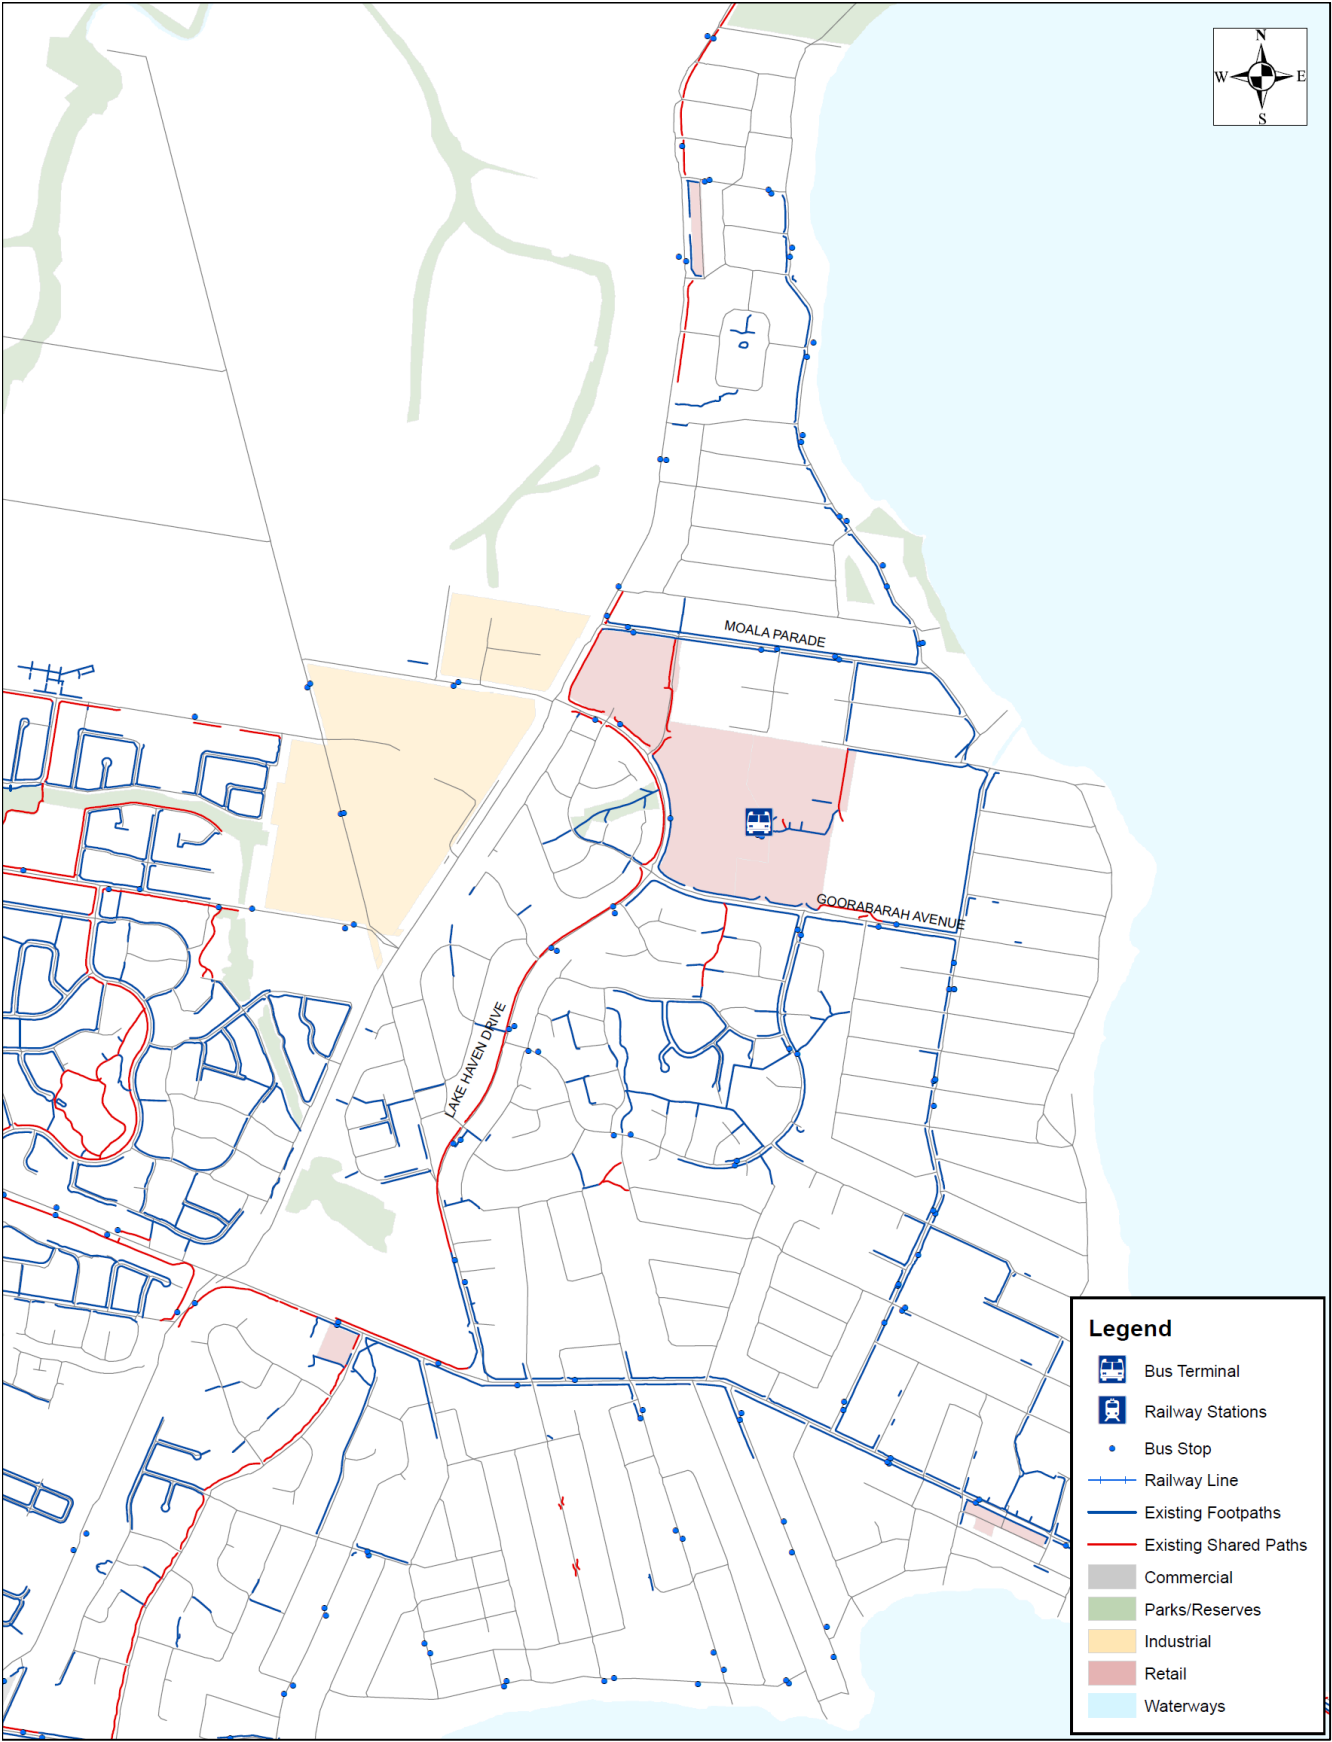 N
W E
S
MOALA PARADE
GOORABARAH AVENUE
LAKE HAVEN DRIVE
Legend
Bus Terminal
Railway Stations
Bus Stop
Railway Line
Existing Footpaths
Existing Shared Paths
Commercial
Parks/Reserves
Industrial
Retail
Waterways